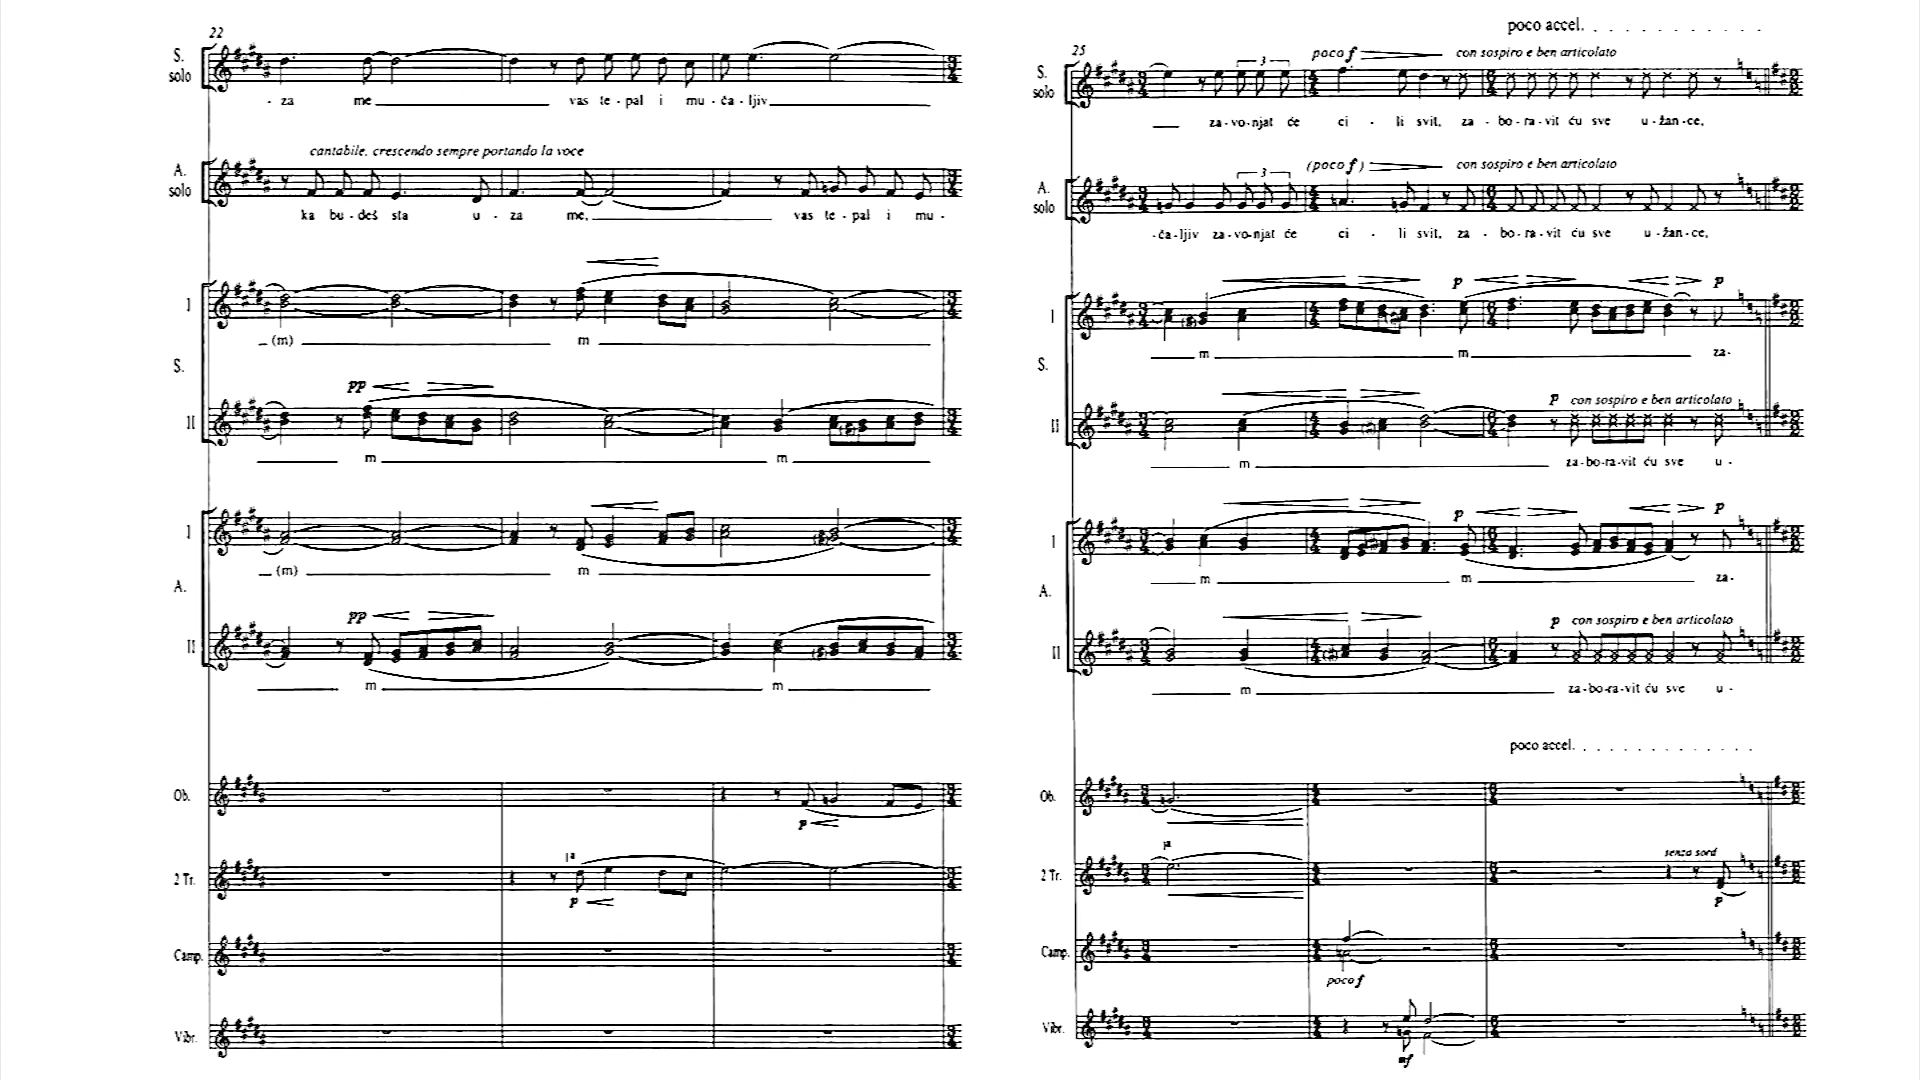 22
S.
solo
- za me vas te - pal i mu - ča - ljiv
cantabile, crescendo sempre portando la voce
A.
solo
ka bu - deš sta u - za me, vas te - pal i mu -
I
(m) m
S.
pp
II
m m
I
(m) m
A.
pp
II
m m
Ob.
p
1a
2 Tr.
p
Camp.
Vibr.
poco accel. . . . . . . . . . . .
25
poco f con sospiro e ben articolato
S.
solo
3
za - vo - njat će ci - li svit, za - bo - ra - vit ću sve u - žan - ce,
(poco f) con sospiro e ben articolato
A.
solo
3
- ča - ljiv za - vo - njat će ci - li svit, za - bo - ra - vit ću sve u - žan - ce,
p p
I
m m za -
S.
p con sospiro e ben articolato
II
m za - bo - ra - vit ću sve u -
p p
I
m m za -
A.
p con sospiro e ben articolato
II
m za - bo - ra - vit ću sve u -
poco accel. . . . . . . . . . . .
Ob.
1a
senza sord
2 Tr.
p
Camp.
poco f
Vibr.
mf